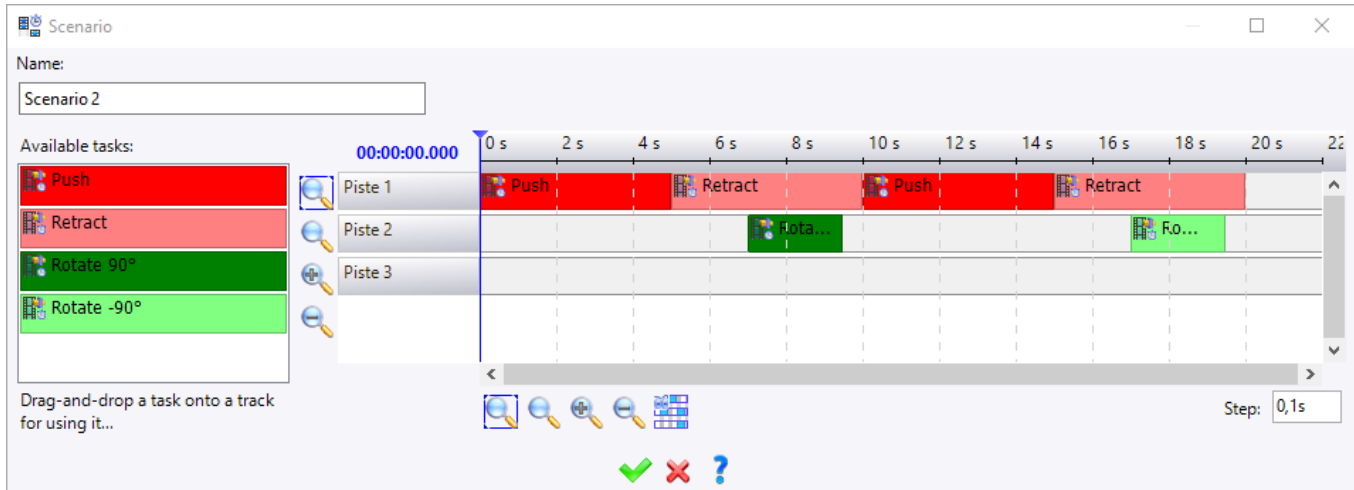 Scenario
Name:
Scenario 2
Available tasks:
00:00:00.000
0 s 2 s 4 s 6 s 8 s 10 s 12 s 14 s 16 s 18 s 20 s 22
Push
Retract
Rotate 90°
Rotate -90°
Piste 1
Push Retract Push Retract
Piste 2
Rota... Ro...
Piste 3
Drag-and-drop a task onto a track
for using it...
Step: 0,1s